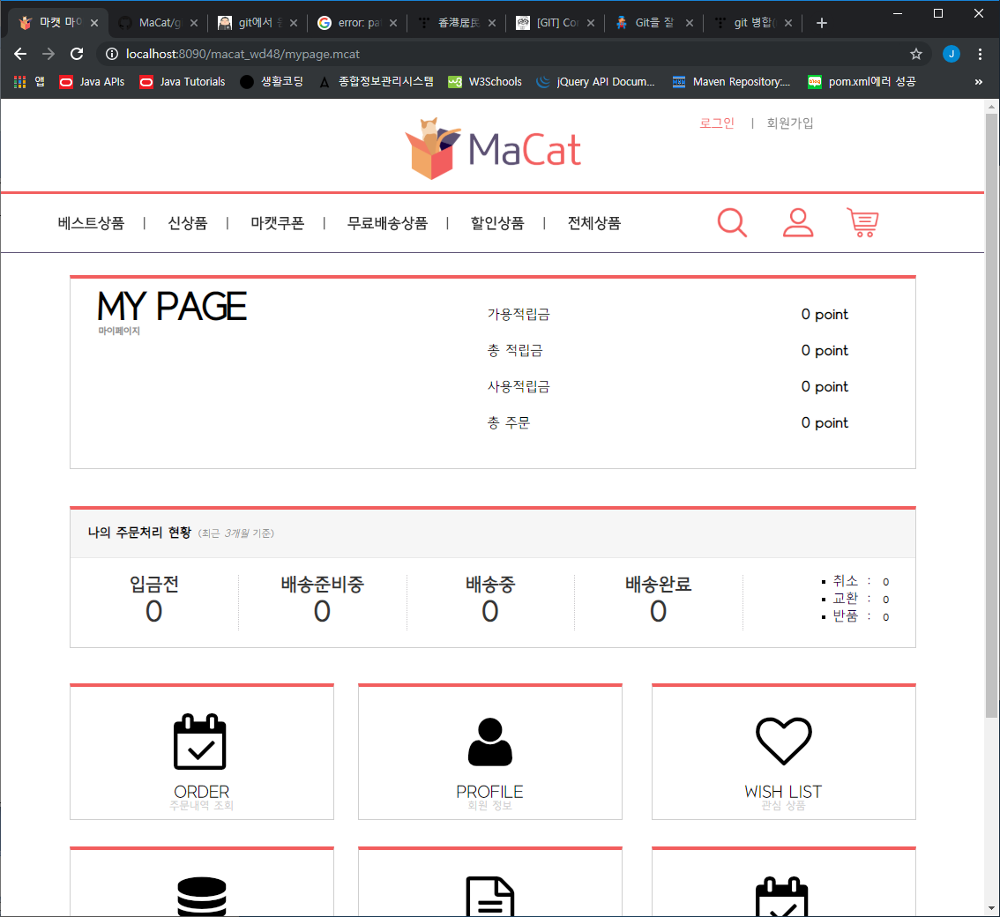 마캣 마이
MaCat/g
git에서
error: pa
香港居民
[GIT] Co
Git을 잘
git 병합(
localhost:8090/macat_wd48/mypage.mcat
J
앱 Java APIs Java Tutorials 생활코딩 종합정보관리시스템 W3Schools jQuery API Docum... Maven Repository:... pom.xml에러 성공 »
로그인 | 회원가입
MaCat
베스트상품 | 신상품 | 마캣쿠폰 | 무료배송상품 | 할인상품 | 전체상품
MY PAGE
마이페이지
가용적립금 0 point
총 적립금 0 point
사용적립금 0 point
총 주문 0 point
나의 주문처리 현황 (최근 3개월 기준)
입금전 배송준비중 배송중 배송완료
0 0 0 0
취소 : 0
교환 : 0
반품 : 0
ORDER PROFILE WISH LIST
주문내역 조회 회원 정보 관심 상품